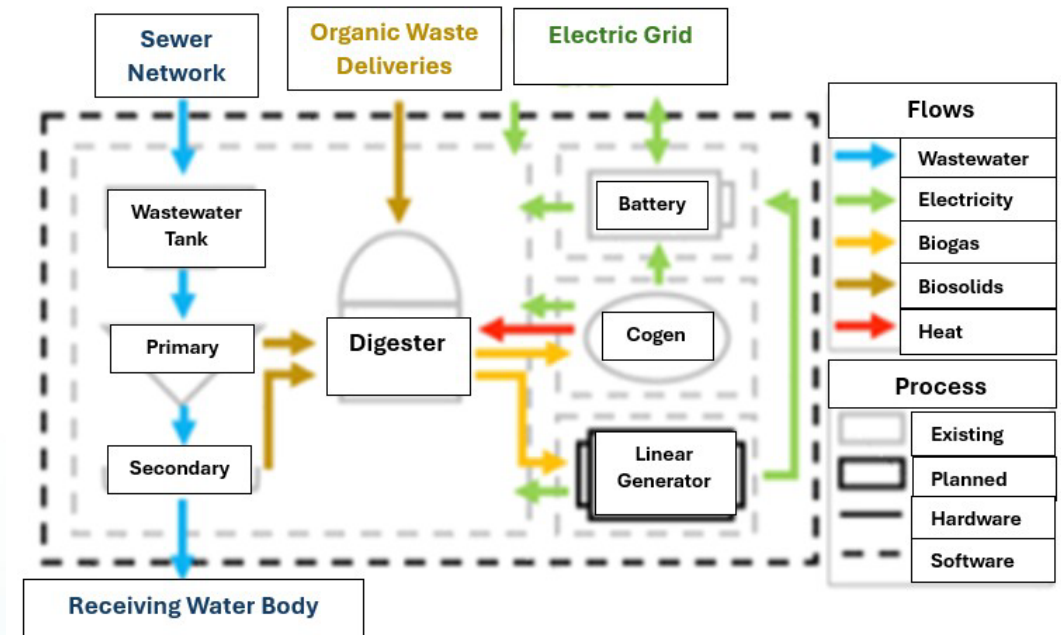 Sewer
Network
Organic Waste
Deliveries
Electric Grid
Flows
Wastewater
Electricity
Biogas
Biosolids
Heat
Process
Existing
Planned
Hardware
Software
Wastewater
Tank
Primary
Secondary
Digester
Battery
Cogen
Linear
Generator
Receiving Water Body